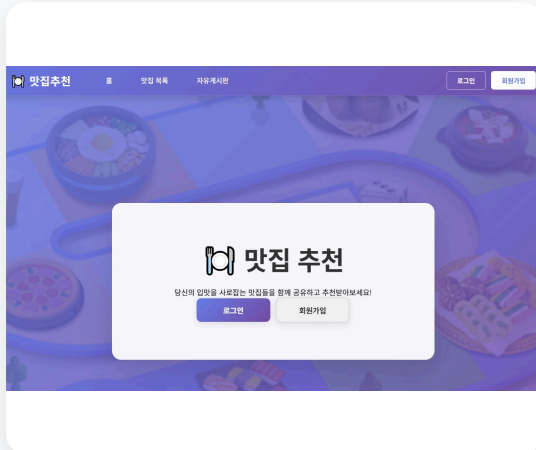 맛집추천
홈
맛집 목록
자유게시판
로그인
회원가입
맛집 추천
당신의 입맛을 사로잡는 맛집들을 함께 공유하고 추천받아보세요!
로그인
회원가입